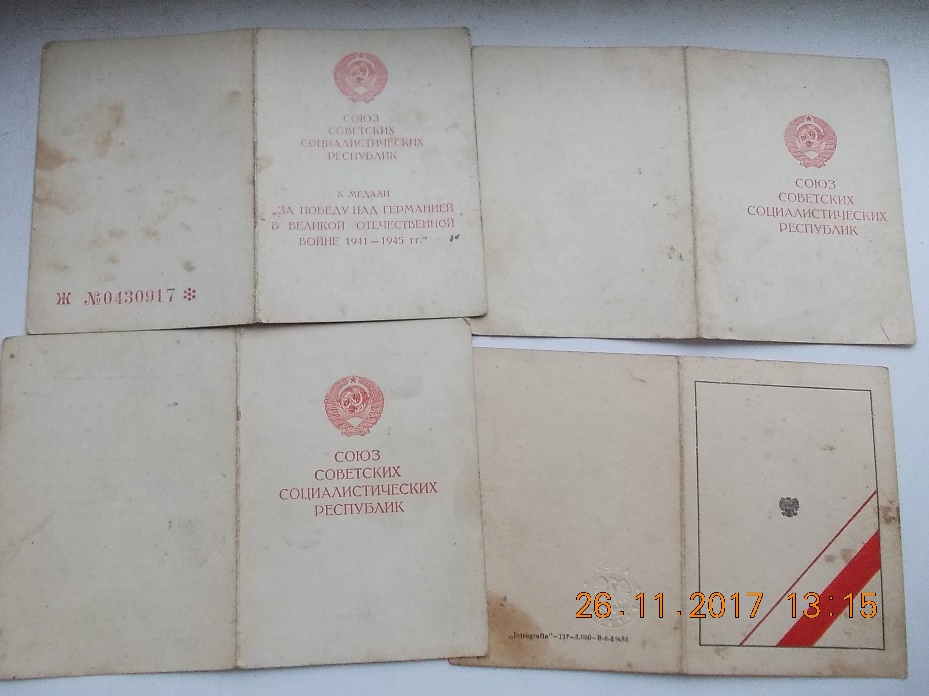 СОЮЗ
СОВЕТСКИХ
СОЦИАЛИСТИЧЕСКИХ
РЕСПУБЛИК
К МЕДАЛИ
„ЗА ПОБЕДУ НАД ГЕРМАНИЕЙ
В ВЕЛИКОЙ ОТЕЧЕСТВЕННОЙ
ВОЙНЕ 1941—1945 гг."
Ж №0430917 ✻
СОЮЗ
СОВЕТСКИХ
СОЦИАЛИСТИЧЕСКИХ
РЕСПУБЛИК
СОЮЗ
СОВЕТСКИХ
СОЦИАЛИСТИЧЕСКИХ
РЕСПУБЛИК
26.11.2017 13:15